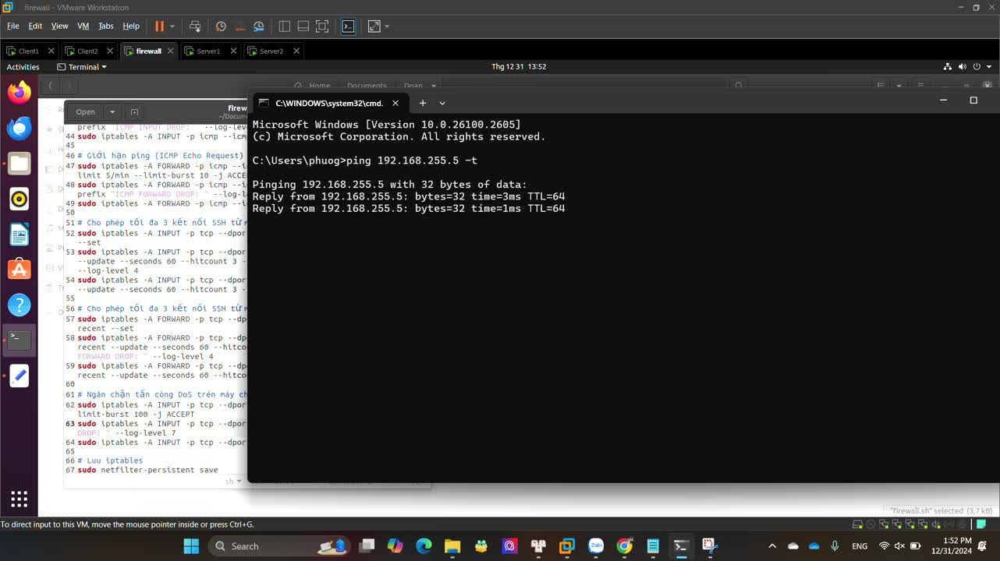 firewall - VMware Workstation
File Edit View VM Tabs Help
Client1 Client2 firewall Server1 Server2
Activities Terminal Thg 12 31 13:52
Home Documents Doan
Open firew
~/Docume
C:\WINDOWS\system32\cmd.
prefix "ICMP INPUT DROP: " --log-leve
44 sudo iptables -A INPUT -p icmp --icm
45
46 # Giới hạn ping (ICMP Echo Request)
47 sudo iptables -A FORWARD -p icmp --i
limit 5/min --limit-burst 10 -j ACCE
48 sudo iptables -A FORWARD -p icmp --i
prefix "ICMP FORWARD DROP: " --log-l
49 sudo iptables -A FORWARD -p icmp --i
50
51 # Cho phép tối đa 3 kết nối SSH từ m
52 sudo iptables -A INPUT -p tcp --dpor
--set
53 sudo iptables -A INPUT -p tcp --dpor
--update --seconds 60 --hitcount 3 -
--log-level 4
54 sudo iptables -A INPUT -p tcp --dpor
--update --seconds 60 --hitcount 3 -
55
56 # Cho phép tối đa 3 kết nối SSH từ m
57 sudo iptables -A FORWARD -p tcp --dp
recent --set
58 sudo iptables -A FORWARD -p tcp --dp
recent --update --seconds 60 --hitco
FORWARD DROP: " --log-level 4
59 sudo iptables -A FORWARD -p tcp --dp
recent --update --seconds 60 --hitco
60
61 # Ngăn chặn tấn công DoS trên máy ch
62 sudo iptables -A INPUT -p tcp --dpor
limit-burst 100 -j ACCEPT
63 sudo iptables -A INPUT -p tcp --dpor
DROP: " --log-level 7
64 sudo iptables -A INPUT -p tcp --dpor
65
66 # Luu iptables
67 sudo netfilter-persistent save
sh
Microsoft Windows [Version 10.0.26100.2605]
(c) Microsoft Corporation. All rights reserved.
C:\Users\phuog>ping 192.168.255.5 -t
Pinging 192.168.255.5 with 32 bytes of data:
Reply from 192.168.255.5: bytes=32 time=3ms TTL=64
Reply from 192.168.255.5: bytes=32 time=1ms TTL=64
"Firewall.sh" selected (3,7 kB)
To direct input to this VM, move the mouse pointer inside or press Ctrl+G.
Search
Zalo
ENG
1:52 PM
12/31/2024